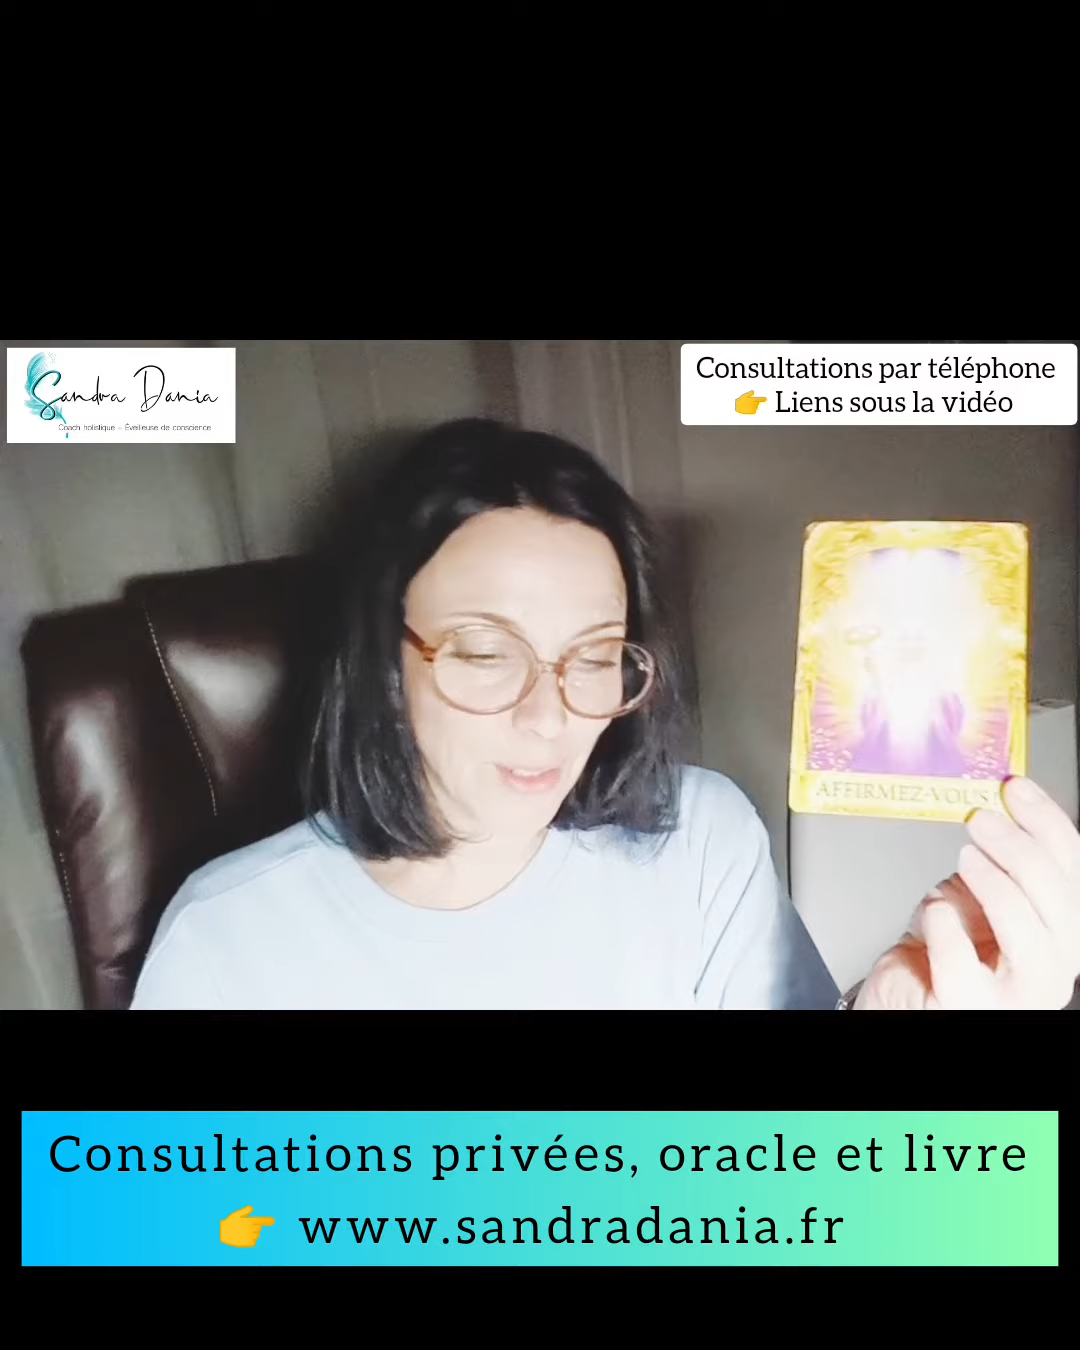 Sandra Dania
Coach holistique – Éveilleuse de conscience
Consultations par téléphone
👉 Liens sous la vidéo
AFFIRMEZ-VOUS !
Consultations privées, oracle et livre
👉 www.sandradania.fr